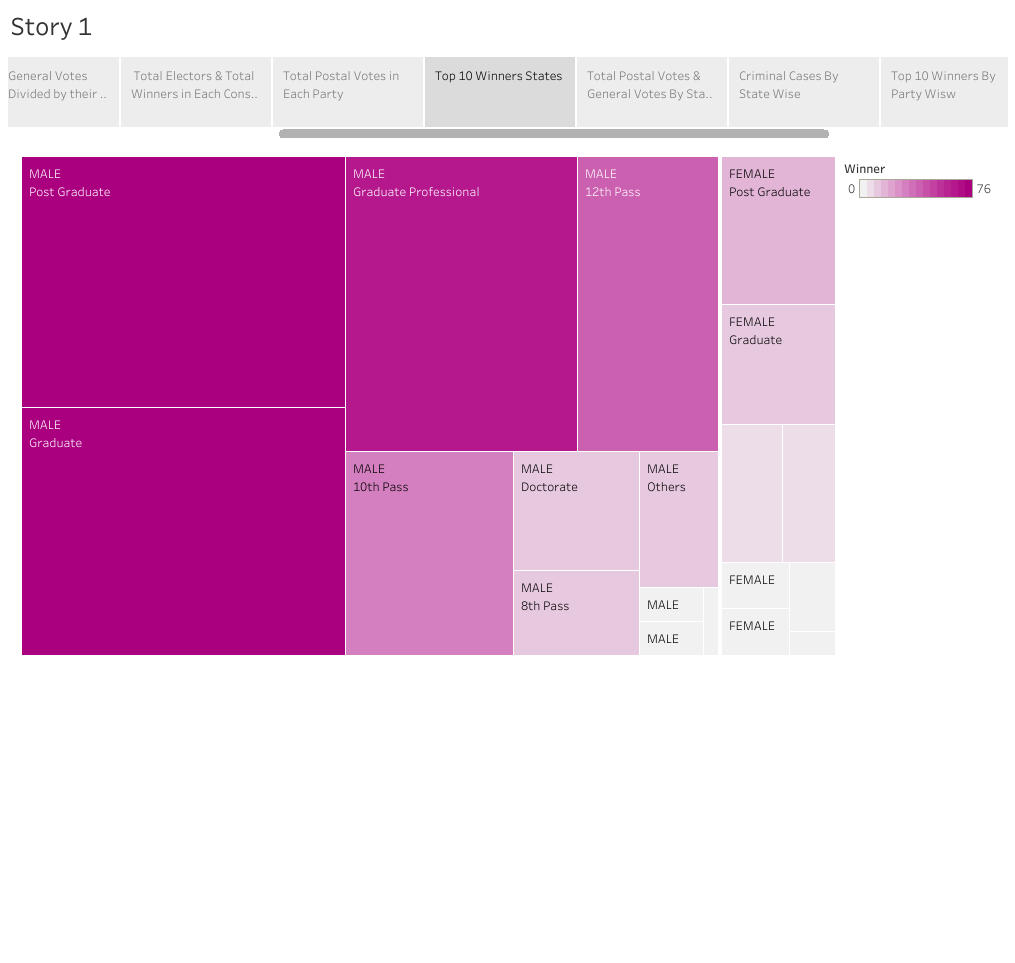 Story 1
General Votes
Divided by their ..
Total Electors & Total
Winners in Each Cons..
Total Postal Votes in
Each Party
Top 10 Winners States
Total Postal Votes &
General Votes By Sta..
Criminal Cases By
State Wise
Top 10 Winners By
Party Wisw
MALE
Post Graduate
MALE
Graduate
MALE
Graduate Professional
MALE
12th Pass
MALE
10th Pass
MALE
Doctorate
MALE
8th Pass
MALE
Others
MALE
MALE
FEMALE
Post Graduate
FEMALE
Graduate
FEMALE
FEMALE
Winner
0 76